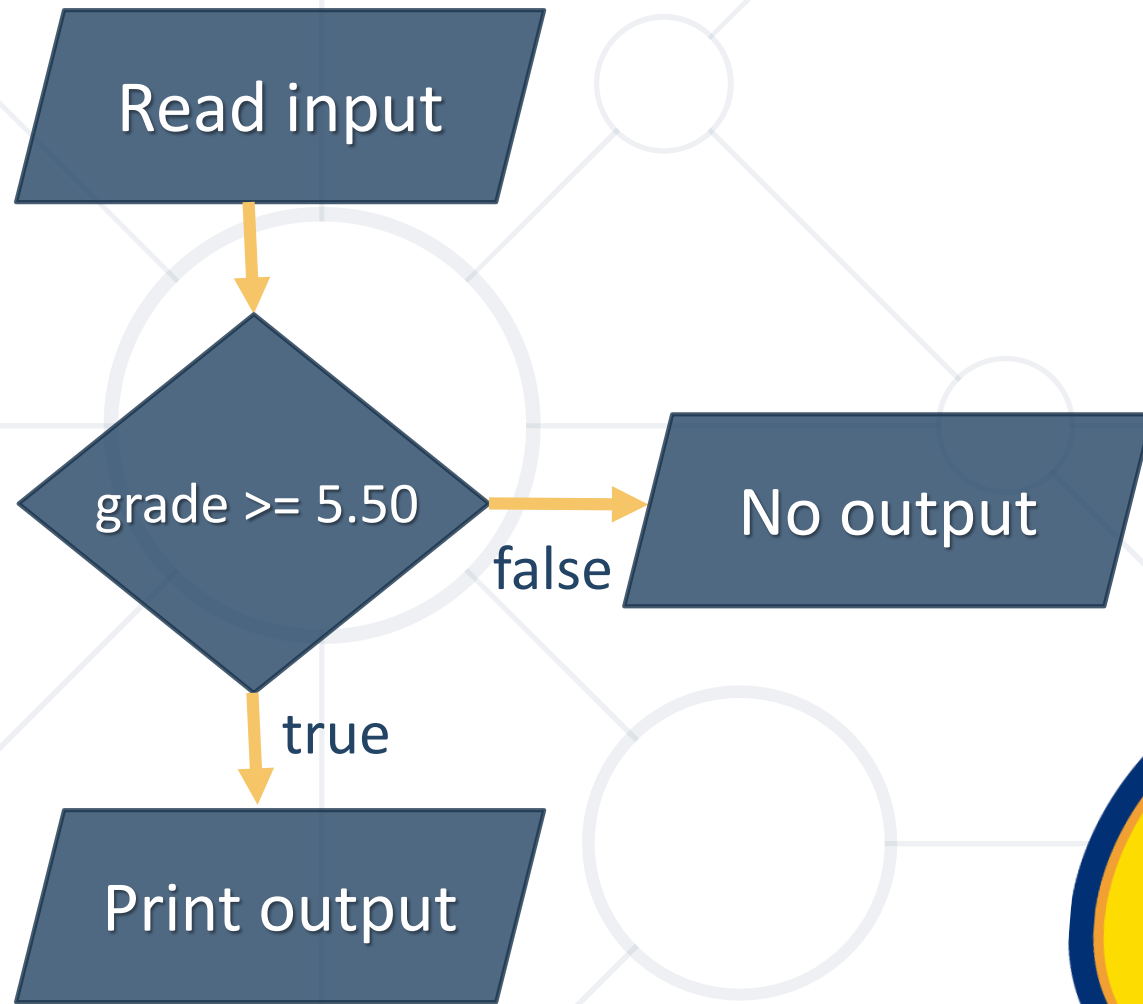 Read input
grade >= 5.50
No output
false
true
Print output